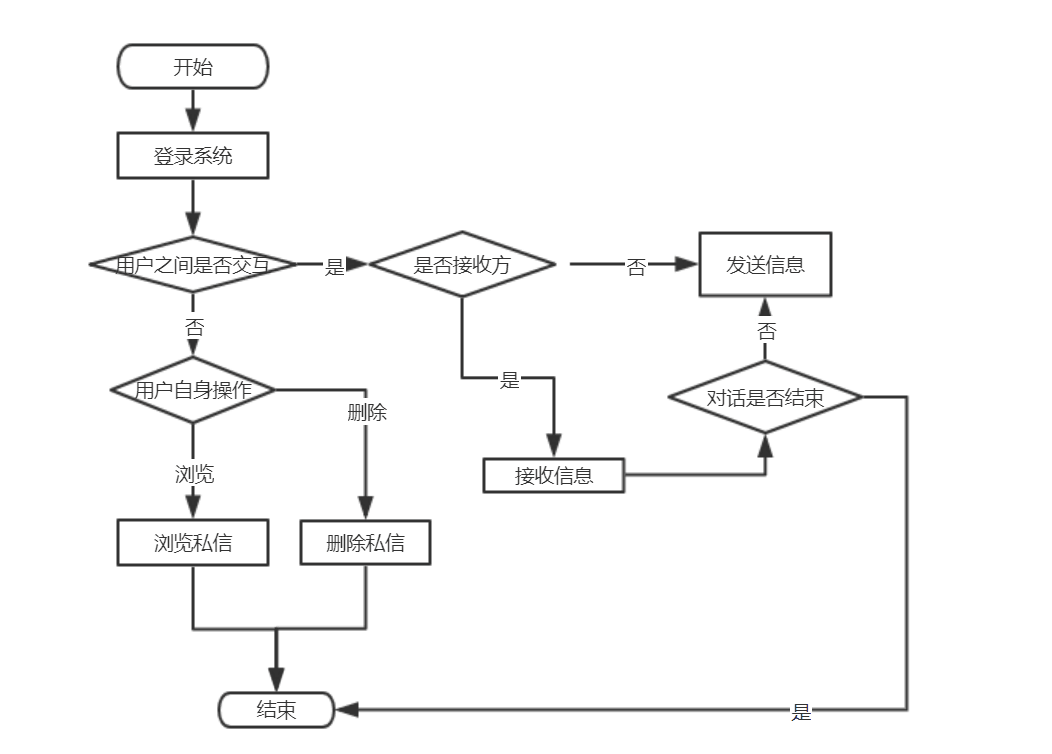 开始
登录系统
用户之间是否交互
是
是否接收方
否
发送信息
否
否
用户自身操作
删除
是
对话是否结束
浏览
接收信息
浏览私信
删除私信
结束
是